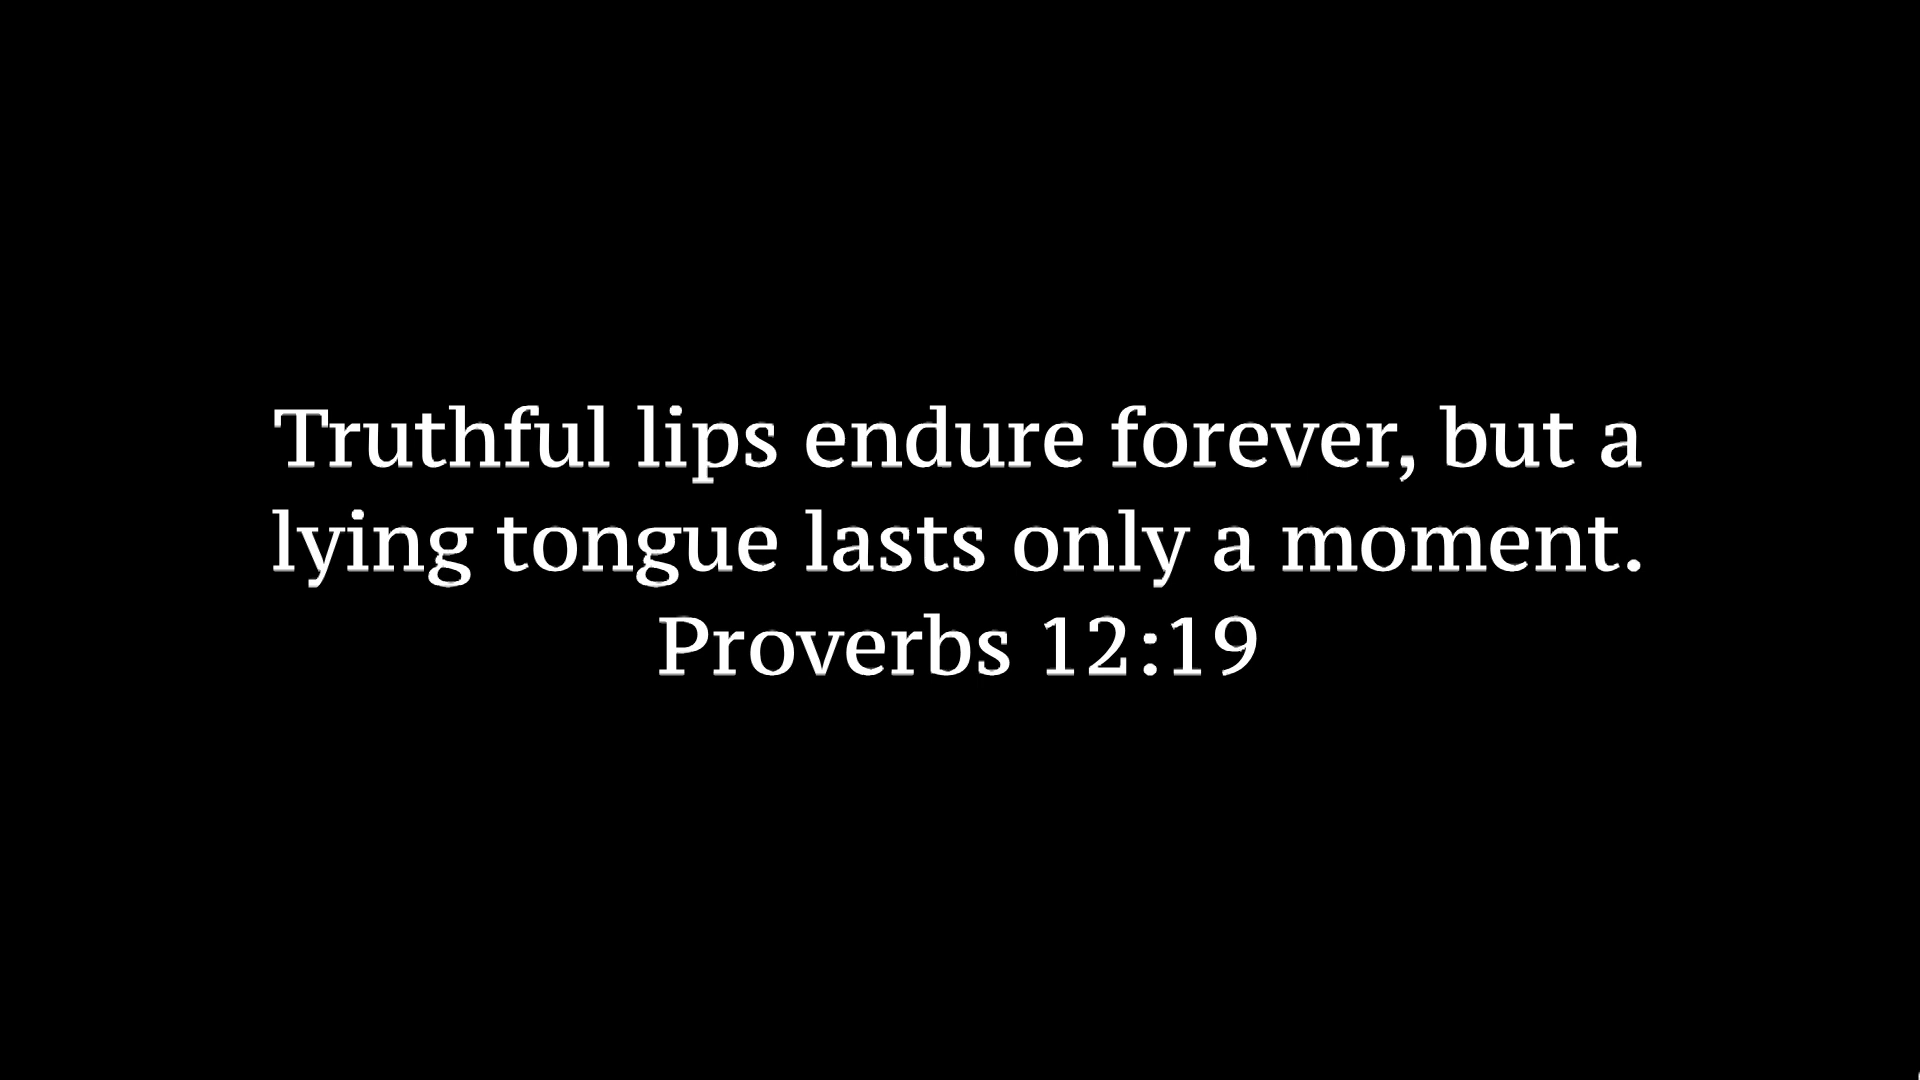 Truthful lips endure forever, but a
lying tongue lasts only a moment.
Proverbs 12:19